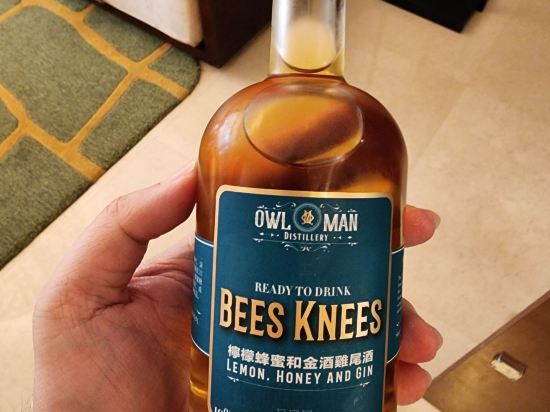 OWL MAN
DISTILLERY
READY TO DRINK
BEES KNEES
檸檬蜂蜜和金酒雞尾酒
LEMON, HONEY AND GIN